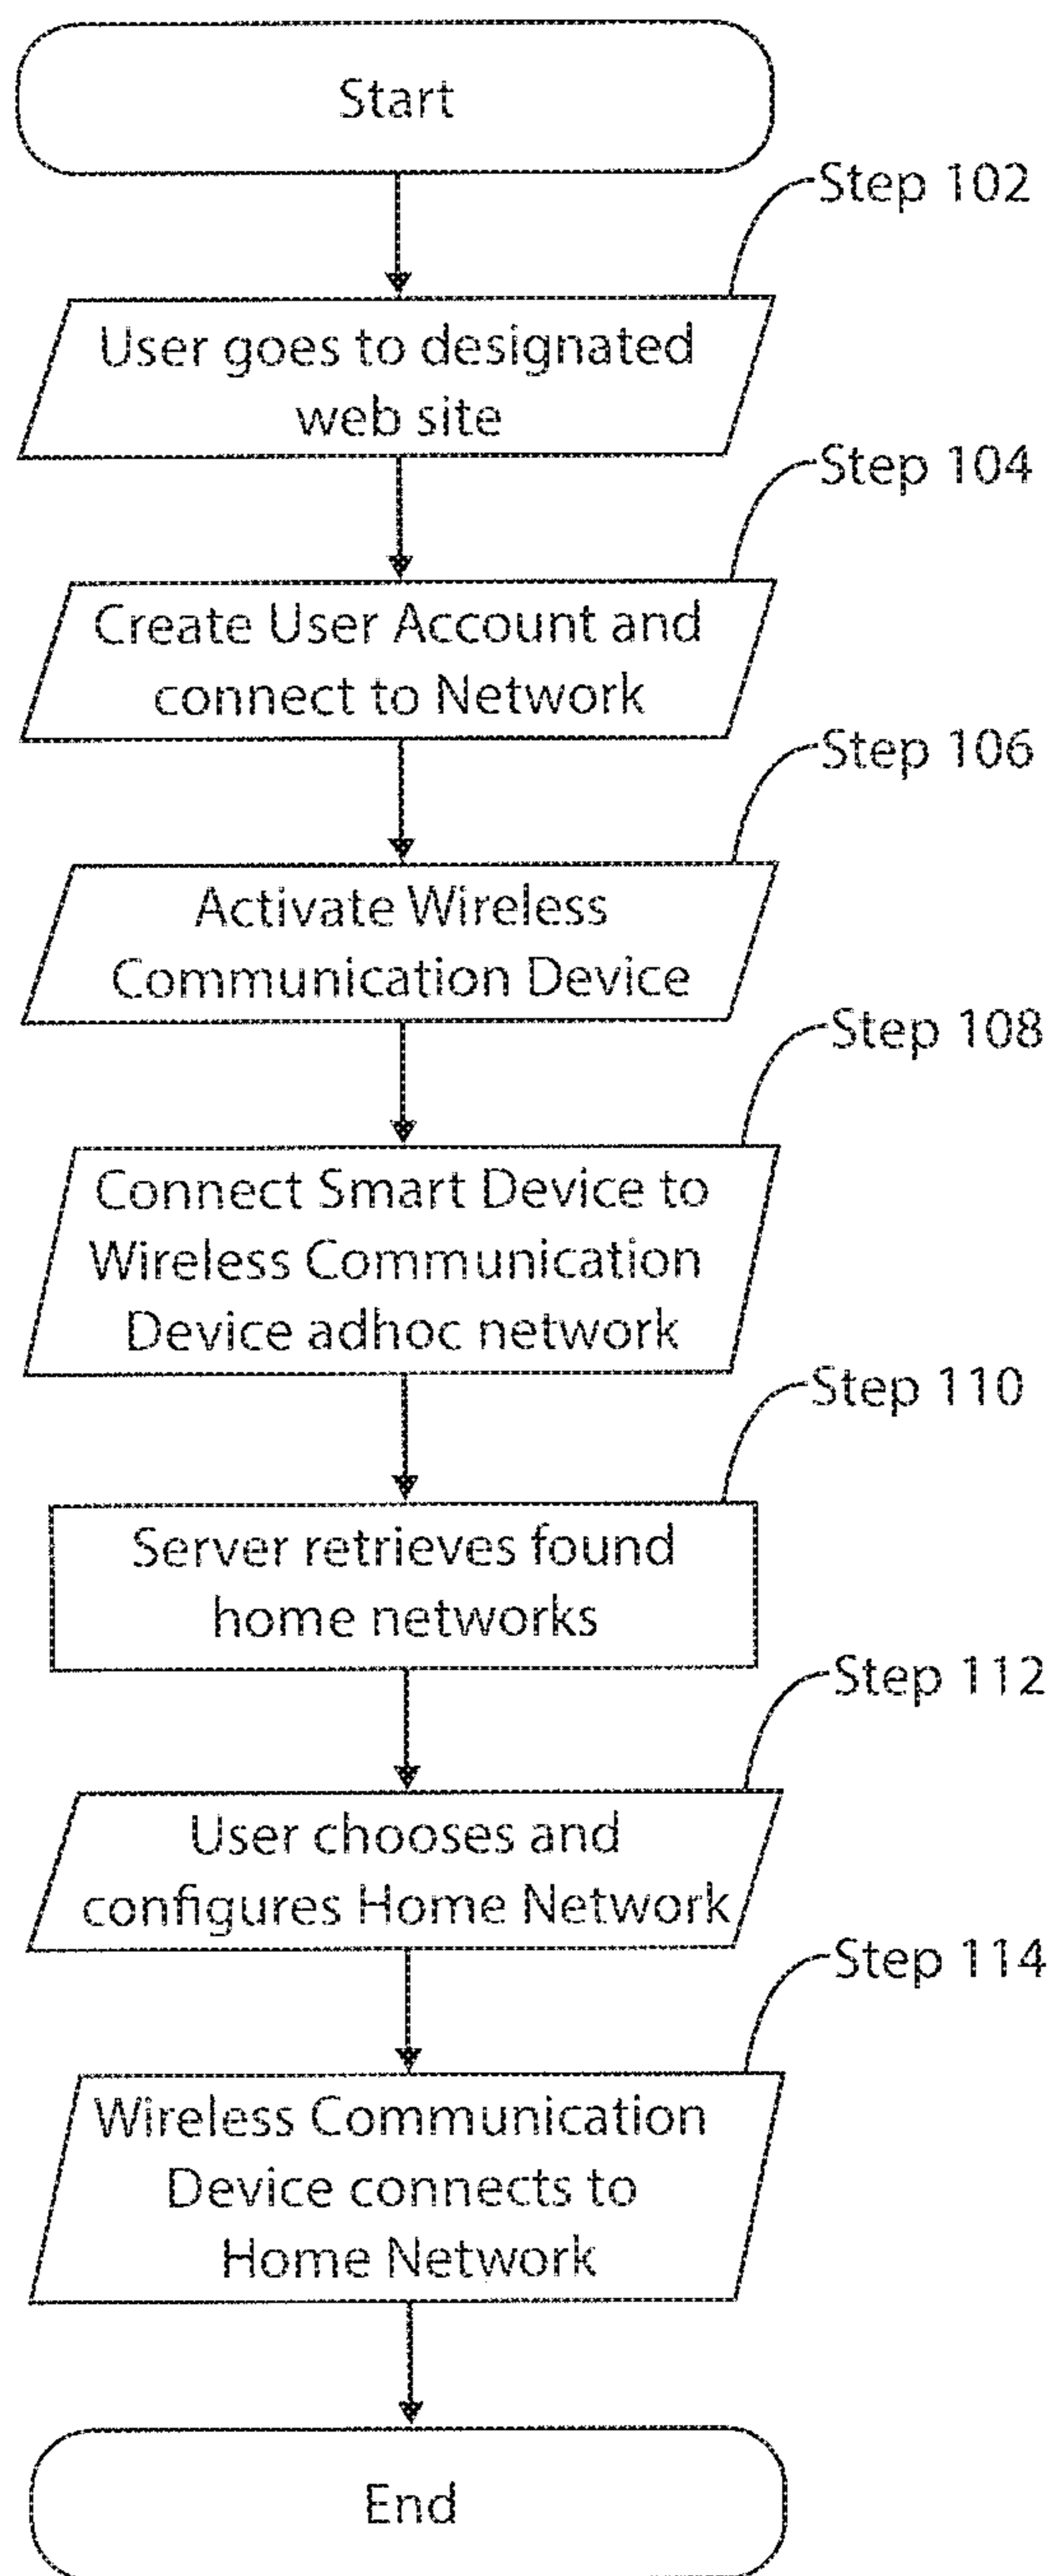 Start
Step 102
User goes to designated
web site
Step 104
Create User Account and
connect to Network
Step 106
Activate Wireless
Communication Device
Step 108
Connect Smart Device to
Wireless Communication
Device adhoc network
Step 110
Server retrieves found
home networks
Step 112
User chooses and
configures Home Network
Step 114
Wireless Communication
Device connects to
Home Network
End